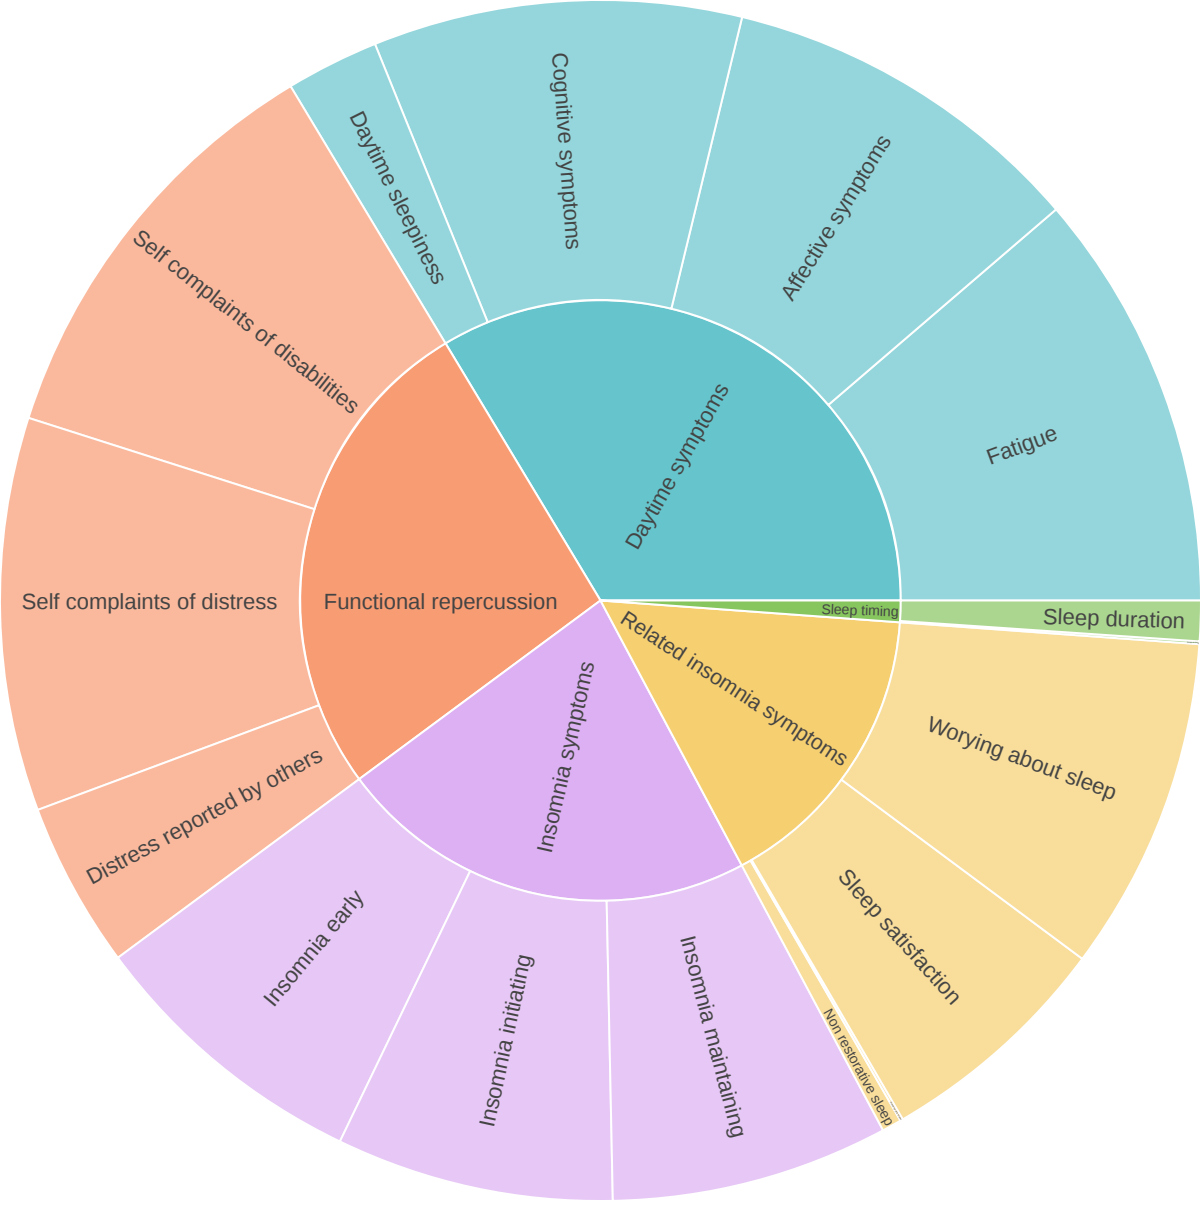 Daytime symptoms
Fatigue
Affective symptoms
Cognitive symptoms
Daytime sleepiness
Functional repercussion
Self complaints of disabilities
Self complaints of distress
Distress reported by others
Insomnia symptoms
Insomnia early
Insomnia initiating
Insomnia maintaining
Related insomnia symptoms
Non restorative sleep
Sleep satisfaction
Worying about sleep
Sleep timing
Sleep duration